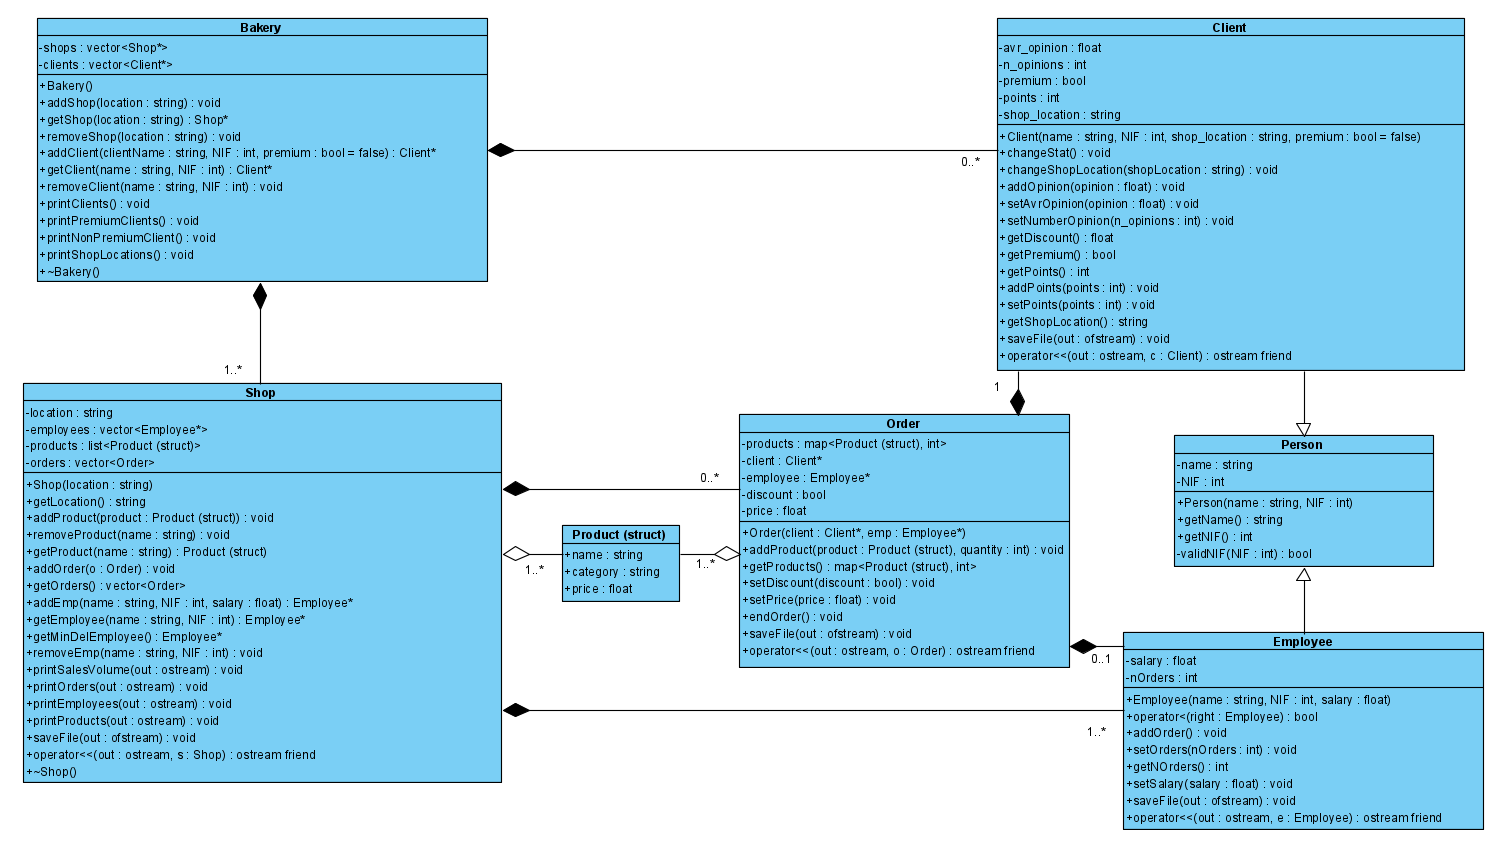 Bakery
-shops : vector<Shop*>
-clients : vector<Client*>
+Bakery()
+addShop(location : string) : void
+getShop(location : string) : Shop*
+removeShop(location : string) : void
+addClient(clientName : string, NIF : int, premium : bool = false) : Client*
+getClient(name : string, NIF : int) : Client*
+removeClient(name : string, NIF : int) : void
+printClients() : void
+printPremiumClients() : void
+printNonPremiumClient() : void
+printShopLocations() : void
+~Bakery()
0..*
1..*
Client
-avr_opinion : float
-n_opinions : int
-premium : bool
-points : int
-shop_location : string
+Client(name : string, NIF : int, shop_location : string, premium : bool = false)
+changeStat() : void
+changeShopLocation(shopLocation : string) : void
+addOpinion(opinion : float) : void
+setAvrOpinion(opinion : float) : void
+setNumberOpinion(n_opinions : int) : void
+getDiscount() : float
+getPremium() : bool
+getPoints() : int
+addPoints(points : int) : void
+setPoints(points : int) : void
+getShopLocation() : string
+saveFile(out : ofstream) : void
+operator<<(out : ostream, c : Client) : ostream friend
1
Shop
-location : string
-employees : vector<Employee*>
-products : list<Product (struct)>
-orders : vector<Order>
+Shop(location : string)
+getLocation() : string
+addProduct(product : Product (struct)) : void
+removeProduct(name : string) : void
+getProduct(name : string) : Product (struct)
+addOrder(o : Order) : void
+getOrders() : vector<Order>
+addEmp(name : string, NIF : int, salary : float) : Employee*
+getEmployee(name : string, NIF : int) : Employee*
+getMinDelEmployee() : Employee*
+removeEmp(name : string, NIF : int) : void
+printSalesVolume(out : ostream) : void
+printOrders(out : ostream) : void
+printEmployees(out : ostream) : void
+printProducts(out : ostream) : void
+saveFile(out : ofstream) : void
+operator<<(out : ostream, s : Shop) : ostream friend
+~Shop()
0..*
1..*
Product (struct)
+name : string
+category : string
+price : float
1..*
Order
-products : map<Product (struct), int>
-client : Client*
-employee : Employee*
-discount : bool
-price : float
+Order(client : Client*, emp : Employee*)
+addProduct(product : Product (struct), quantity : int) : void
+getProducts() : map<Product (struct), int>
+setDiscount(discount : bool) : void
+setPrice(price : float) : void
+endOrder() : void
+saveFile(out : ofstream) : void
+operator<<(out : ostream, o : Order) : ostream friend
Person
-name : string
-NIF : int
+Person(name : string, NIF : int)
+getName() : string
+getNIF() : int
-validNIF(NIF : int) : bool
0..1
1..*
Employee
-salary : float
-nOrders : int
+Employee(name : string, NIF : int, salary : float)
+operator<(right : Employee) : bool
+addOrder() : void
+setOrders(nOrders : int) : void
+getNOrders() : int
+setSalary(salary : float) : void
+saveFile(out : ofstream) : void
+operator<<(out : ostream, e : Employee) : ostream friend